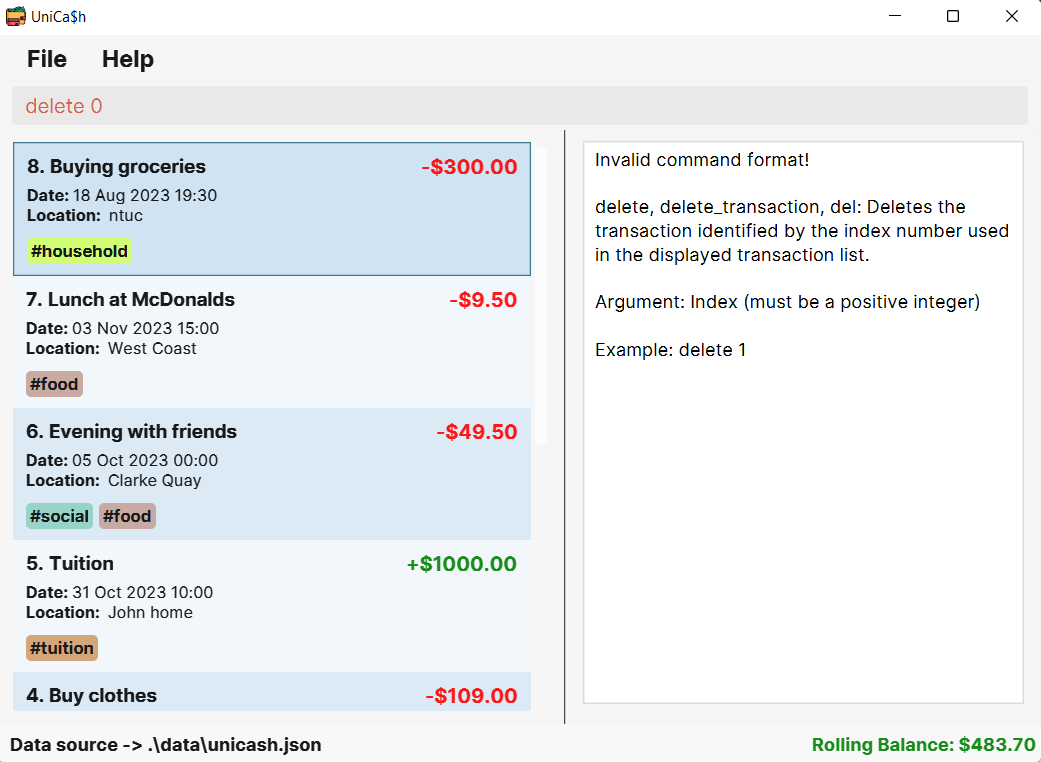 UniCa$h
File Help
delete 0
8. Buying groceries -$300.00
Date: 18 Aug 2023 19:30
Location: ntuc
#household
7. Lunch at McDonalds -$9.50
Date: 03 Nov 2023 15:00
Location: West Coast
#food
6. Evening with friends -$49.50
Date: 05 Oct 2023 00:00
Location: Clarke Quay
#social #food
5. Tuition +$1000.00
Date: 31 Oct 2023 10:00
Location: John home
#tuition
4. Buy clothes -$109.00
Invalid command format!
delete, delete_transaction, del: Deletes the
transaction identified by the index number used
in the displayed transaction list.
Argument: Index (must be a positive integer)
Example: delete 1
Data source -> .\data\unicash.json
Rolling Balance: $483.70